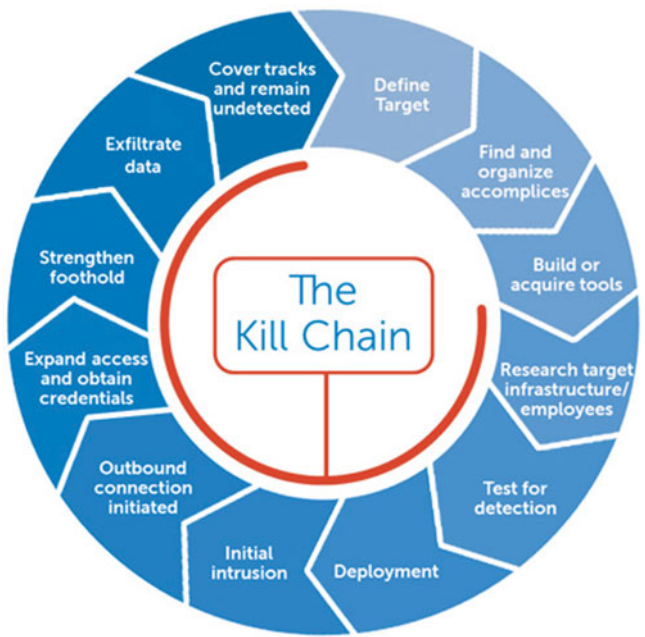 Define
Target
Find and
organize
accomplices
Build or
acquire tools
Research target
infrastructure/
employees
Test for
detection
Deployment
Initial
intrusion
Outbound
connection
initiated
Expand access
and obtain
credentials
Strengthen
foothold
Exfiltrate
data
Cover tracks
and remain
undetected
The
Kill Chain